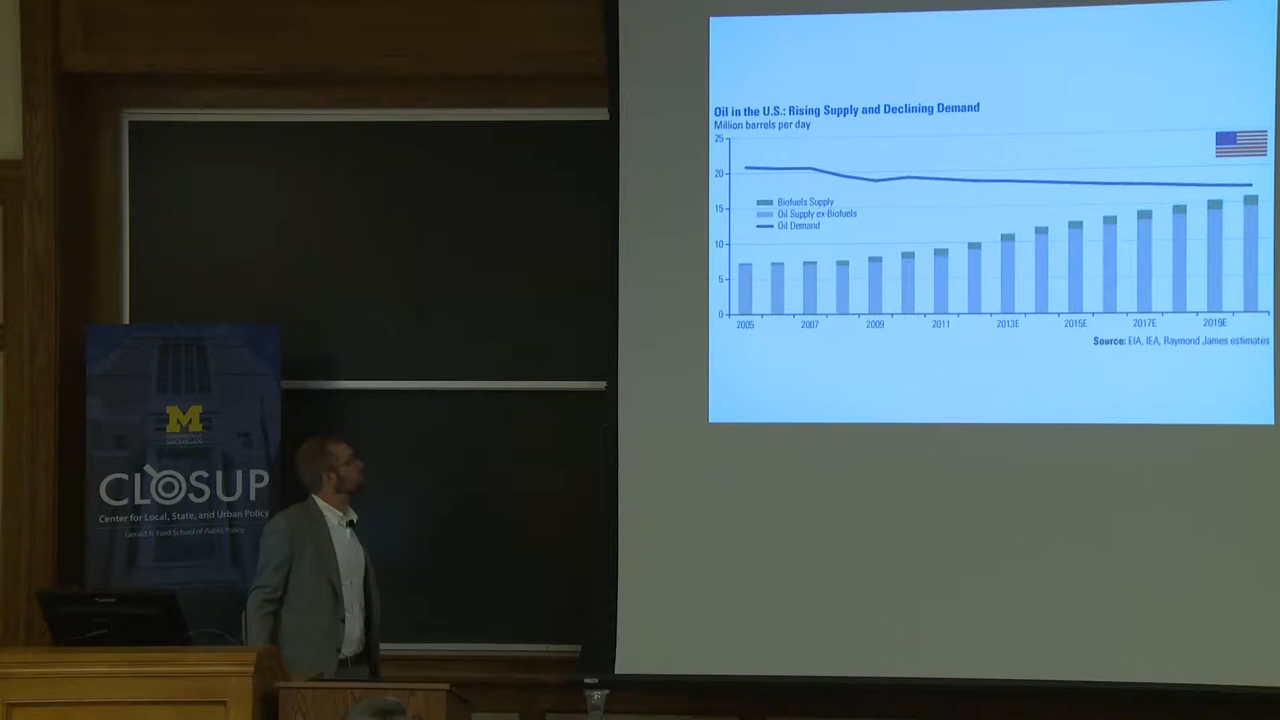 Oil in the U.S.: Rising Supply and Declining Demand
Million barrels per day
25
20
15
10
5
0
Biofuels Supply
Oil Supply ex-Biofuels
Oil Demand
2005
2007
2009
2011
2013E
2015E
2017E
2019E
Source: EIA, IEA, Raymond James estimates
M
MICHIGAN
CLOSUP
Center for Local, State, and Urban Policy
Gerald R. Ford School of Public Policy